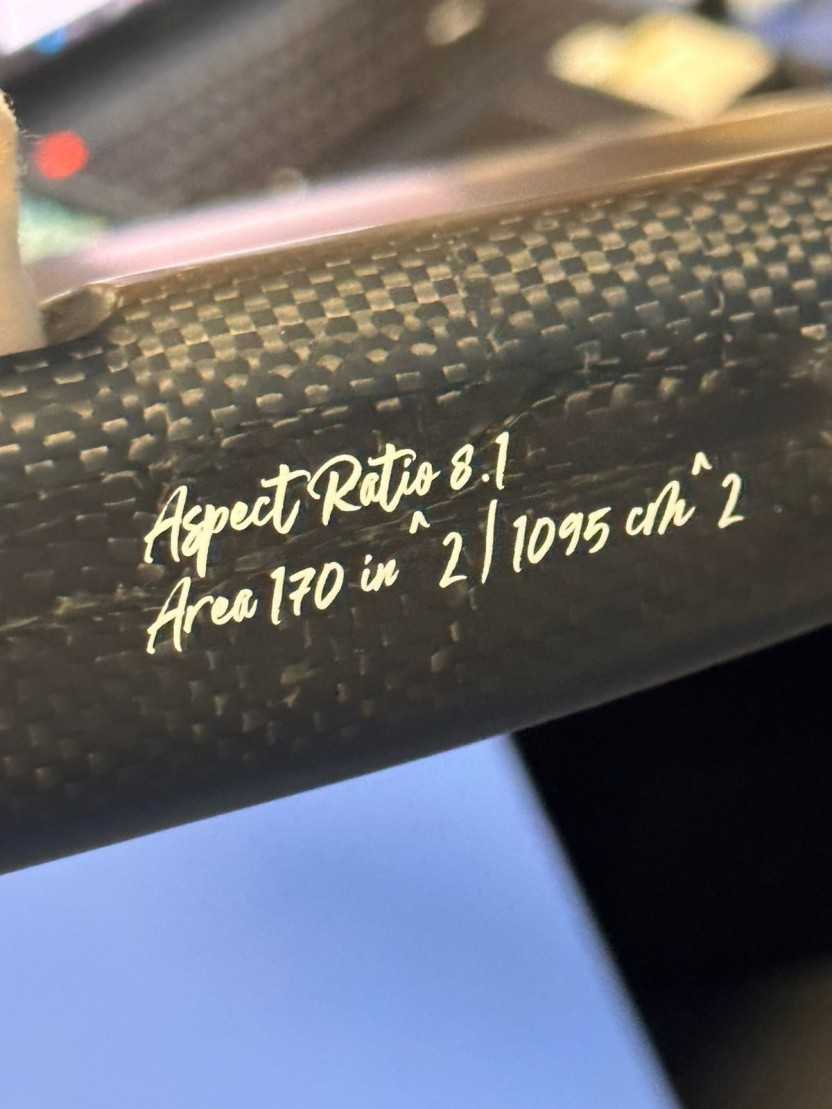 Aspect Ratio 8.1
Area 170 in^2 | 1095 cm^2